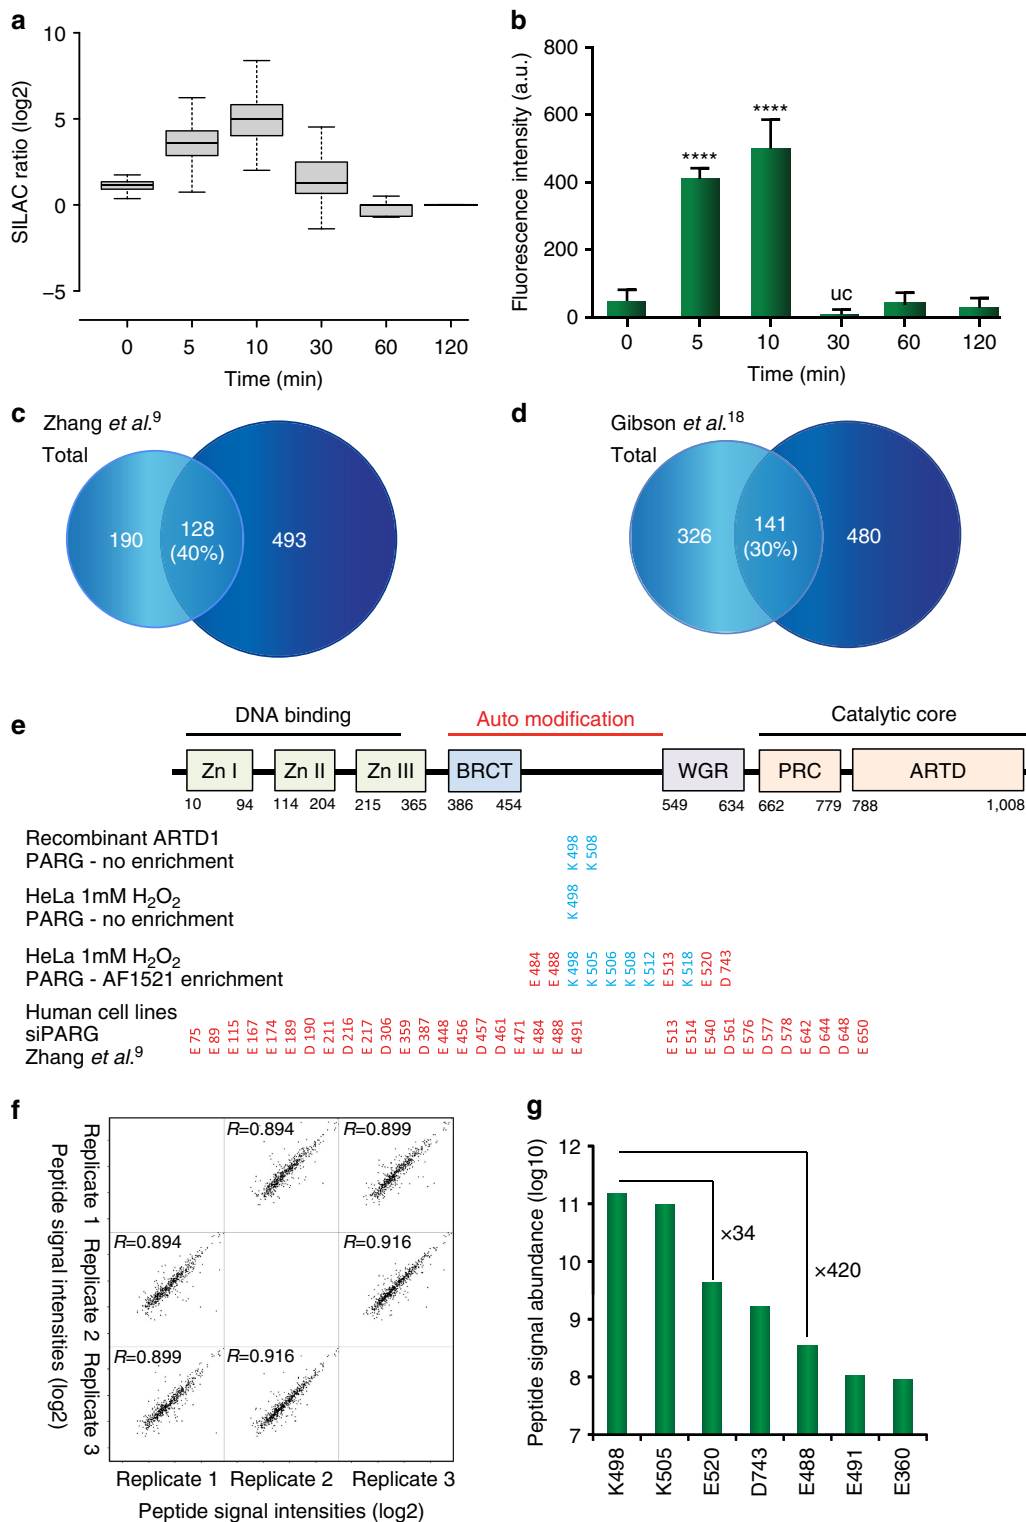 a
10
5
0
−5
SILAC ratio (log2)
0 5 10 30 60 120
Time (min)
b
800
600
400
200
0
Fluorescence intensity (a.u.)
****
****
uc
0 5 10 30 60 120
Time (min)
c
Zhang et al.9
Total
190
128
(40%)
493
d
Gibson et al.18
Total
326
141
(30%)
480
e
DNA binding
Auto modification
Catalytic core
Zn I Zn II Zn III BRCT WGR PRC ARTD
10 94 114 204 215 365 386 454 549 634 662 779 788 1,008
Recombinant ARTD1
PARG - no enrichment
K 498
K 508
HeLa 1mM H2O2
PARG - no enrichment
K 498
HeLa 1mM H2O2
PARG - AF1521 enrichment
E 484
E 488
K 498
K 505
K 506
K 508
K 512
E 513
K 518
E 520
D 743
Human cell lines
siPARG
Zhang et al.9
E 75
E 89
E 115
E 167
E 174
E 189
D 190
E 211
D 216
E 217
D 306
E 359
D 387
E 448
E 456
D 457
D 461
E 471
E 484
E 488
E 491
E 513
E 514
E 540
D 561
E 576
D 577
D 578
E 642
D 644
D 648
E 650
f
Replicate 1 Replicate 2 Replicate 3
Peptide signal intensities (log2)
R=0.894
R=0.899
R=0.894
R=0.916
R=0.899
R=0.916
Replicate 1 Replicate 2 Replicate 3
Peptide signal intensities (log2)
g
12
11
10
9
8
7
Peptide signal abundance (log10)
×34
×420
K498
K505
E520
D743
E488
E491
E360